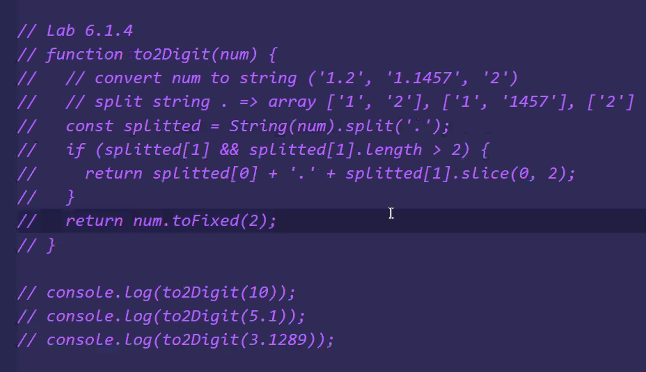 // Lab 6.1.4
// function to2Digit(num) {
//   // convert num to string ('1.2', '1.1457', '2')
//   // split string . => array ['1', '2'], ['1', '1457'], ['2']
//   const splitted = String(num).split('.');
//   if (splitted[1] && splitted[1].length > 2) {
//     return splitted[0] + '.' + splitted[1].slice(0, 2);
//   }
//   return num.toFixed(2);
// }
// console.log(to2Digit(10));
// console.log(to2Digit(5.1));
// console.log(to2Digit(3.1289));